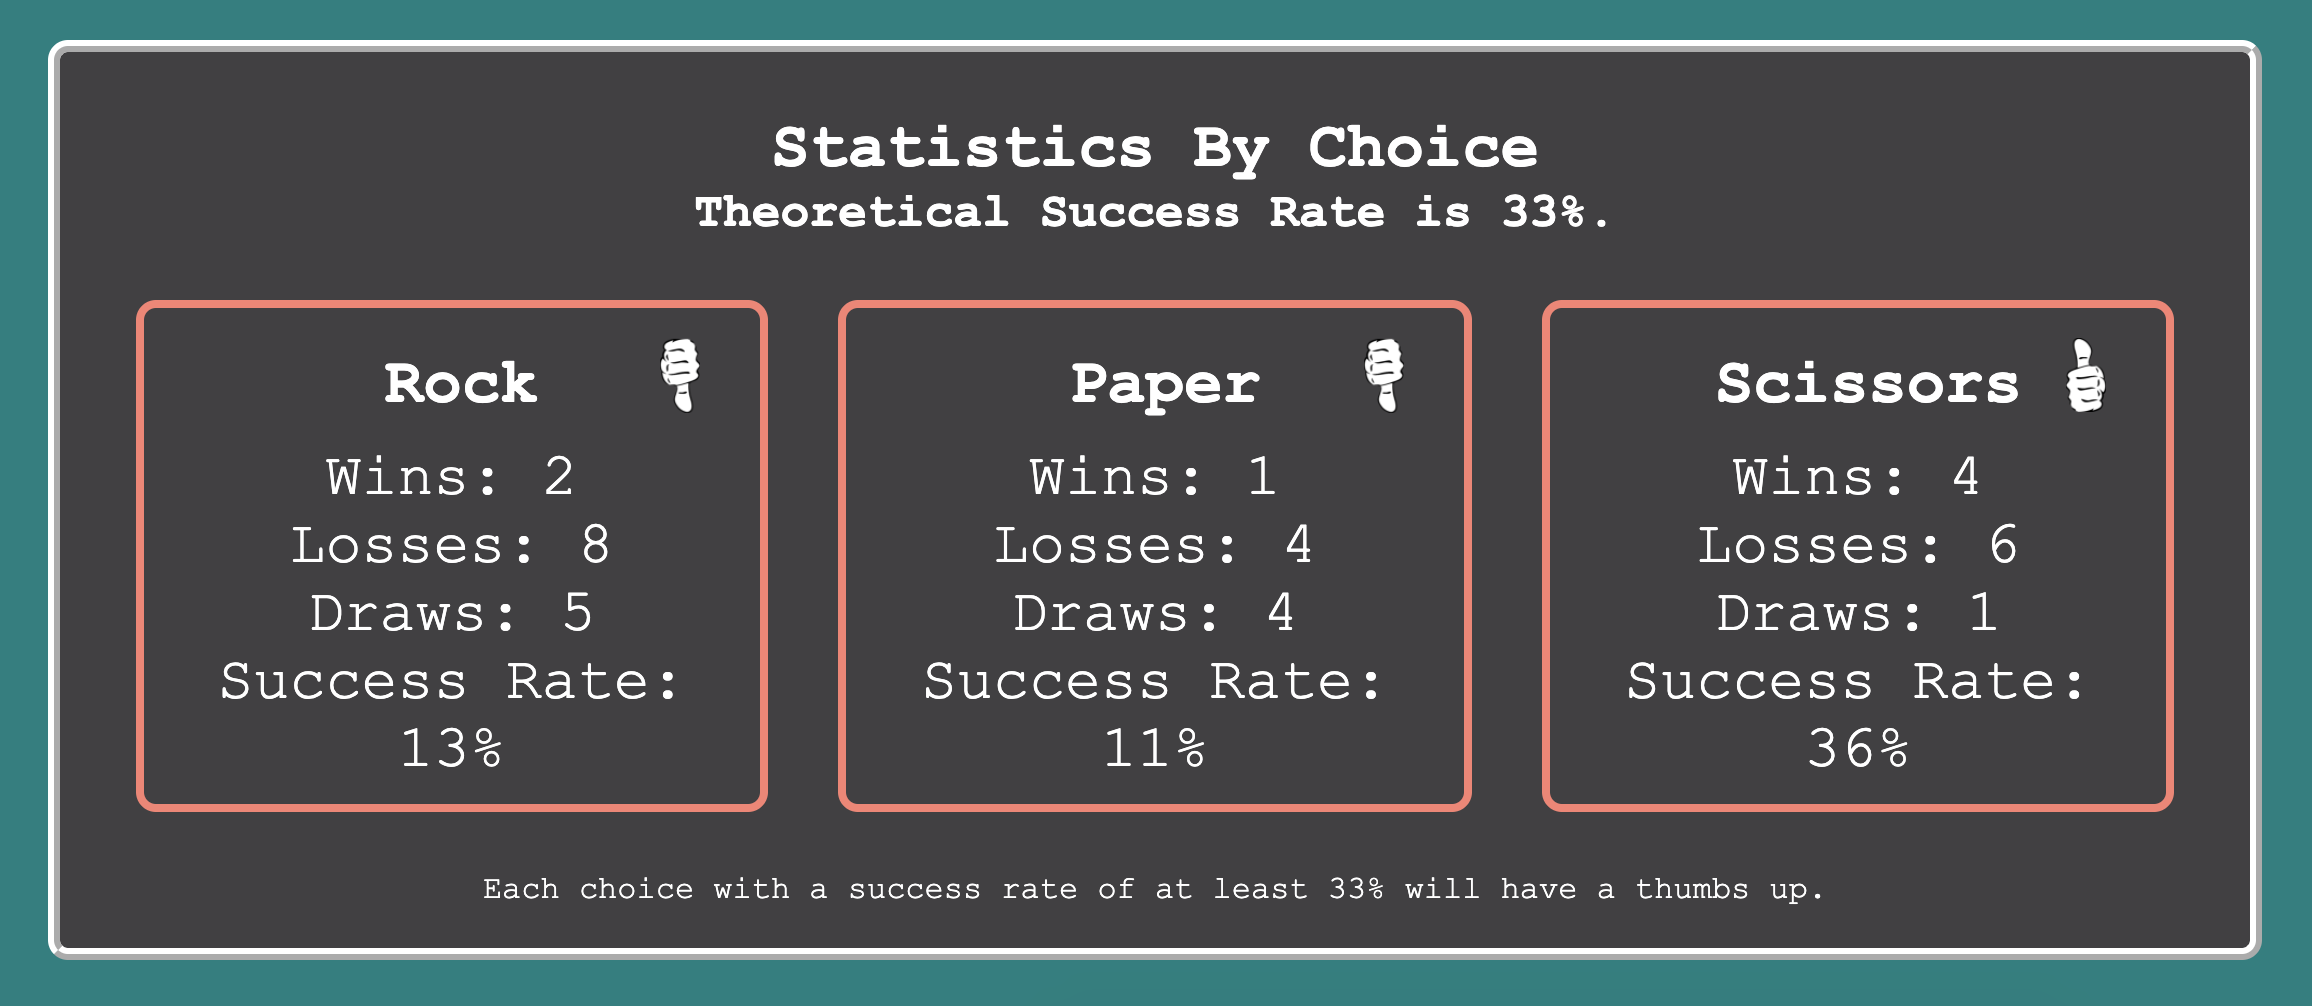 Statistics By Choice
Theoretical Success Rate is 33%.
Rock
Wins: 2
Losses: 8
Draws: 5
Success Rate:
13%
Paper
Wins: 1
Losses: 4
Draws: 4
Success Rate:
11%
Scissors
Wins: 4
Losses: 6
Draws: 1
Success Rate:
36%
Each choice with a success rate of at least 33% will have a thumbs up.